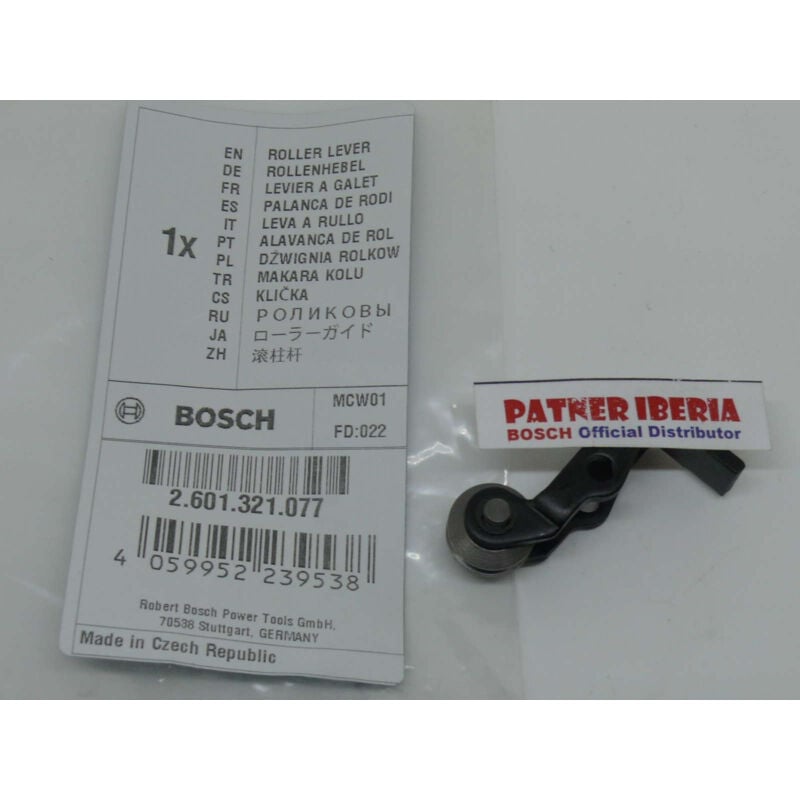 1x
EN ROLLER LEVER
DE ROLLENHEBEL
FR LEVIER A GALET
ES PALANCA DE RODI
IT LEVA A RULLO
PT ALAVANCA DE ROL
PL DŹWIGNIA ROLKOW
TR MAKARA KOLU
CS KLIČKA
RU РОЛИКОВЫ
JA ローラーガイド
ZH 滚柱杆
BOSCH
MCW01
FD:022
2.601.321.077
4 059952 239538
Robert Bosch Power Tools GmbH,
70538 Stuttgart, GERMANY
Made in Czech Republic
PATNER IBERIA
BOSCH Official Distributor